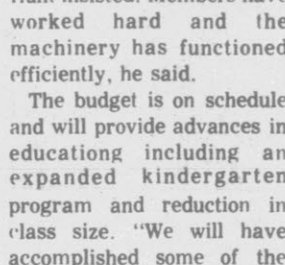 insisted. Members have
worked hard and the
machinery has functioned
efficiently, he said.
The budget is on schedule
and will provide advances in
educationg including an
expanded kindergarten
program and reduction in
class size. "We will have
accomplished some of the